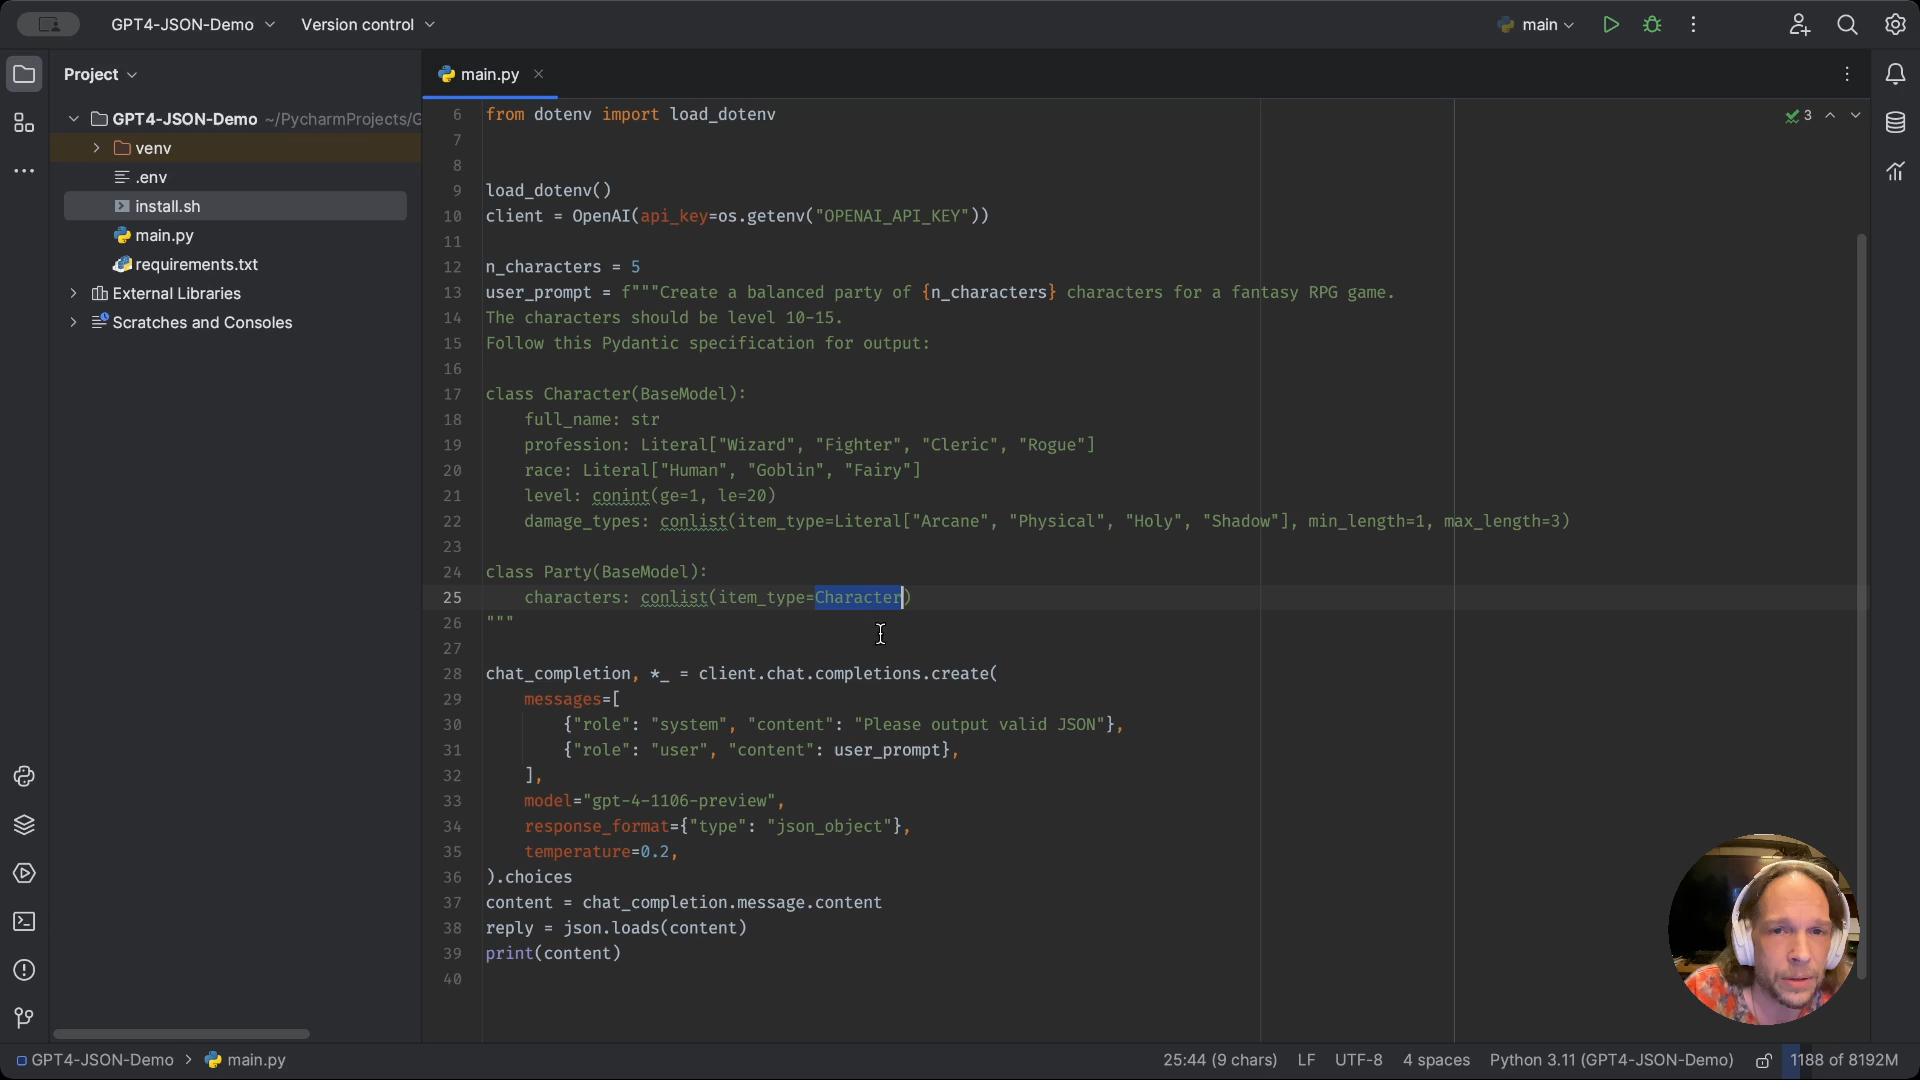 GPT4-JSON-Demo
Version control
main
Project
main.py
GPT4-JSON-Demo ~/PycharmProjects/G
venv
.env
install.sh
main.py
requirements.txt
External Libraries
Scratches and Consoles
3
6 from dotenv import load_dotenv
7
8
9 load_dotenv()
10 client = OpenAI(api_key=os.getenv("OPENAI_API_KEY"))
11
12 n_characters = 5
13 user_prompt = f"""Create a balanced party of {n_characters} characters for a fantasy RPG game.
14 The characters should be level 10-15.
15 Follow this Pydantic specification for output:
16
17 class Character(BaseModel):
18     full_name: str
19     profession: Literal["Wizard", "Fighter", "Cleric", "Rogue"]
20     race: Literal["Human", "Goblin", "Fairy"]
21     level: conint(ge=1, le=20)
22     damage_types: conlist(item_type=Literal["Arcane", "Physical", "Holy", "Shadow"], min_length=1, max_length=3)
23
24 class Party(BaseModel):
25     characters: conlist(item_type=Character)
26 """
27
28 chat_completion, *_ = client.chat.completions.create(
29     messages=[
30         {"role": "system", "content": "Please output valid JSON"},
31         {"role": "user", "content": user_prompt},
32     ],
33     model="gpt-4-1106-preview",
34     response_format={"type": "json_object"},
35     temperature=0.2,
36 ).choices
37 content = chat_completion.message.content
38 reply = json.loads(content)
39 print(content)
40
GPT4-JSON-Demo > main.py
25:44 (9 chars) LF UTF-8 4 spaces Python 3.11 (GPT4-JSON-Demo) 1188 of 8192M